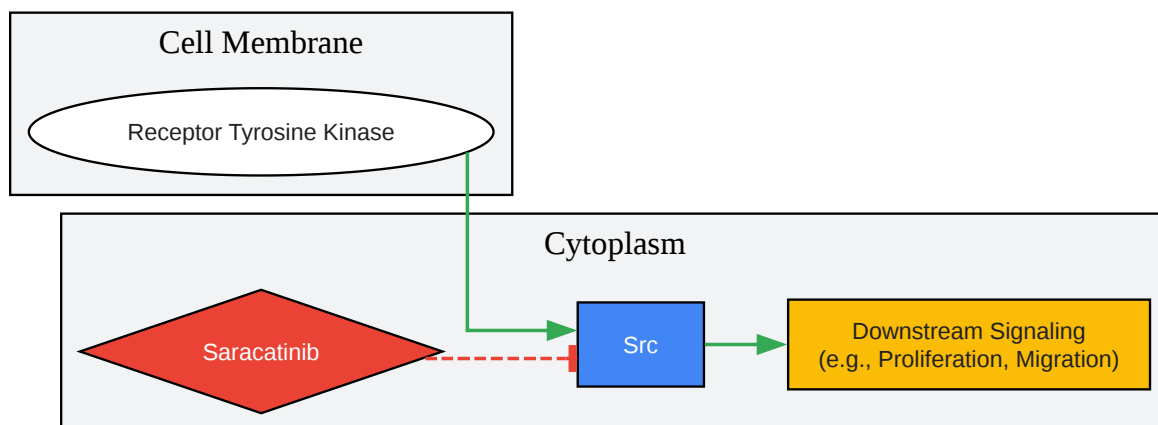 Cell Membrane
Receptor Tyrosine Kinase
Cytoplasm
Saracatinib
Src
Downstream Signaling
(e.g., Proliferation, Migration)